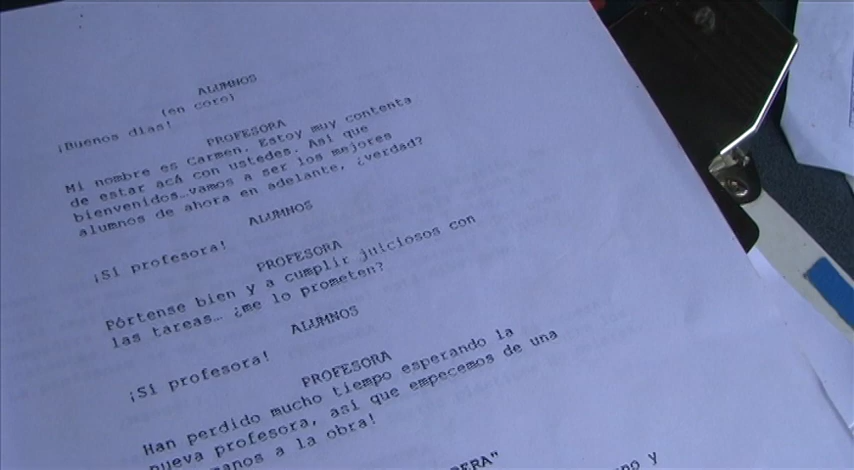 ALUMNOS
(en coro)
¡Buenos días!
PROFESORA
Mi nombre es Carmen. Estoy muy contenta
de estar acÁ con ustedes. Así que
bienvenidos…vamos a ser los mejores
alumnos de ahora en adelante, ¿verdad?
ALUMNOS
¡Sí profesora!
PROFESORA
Pórtense bien y a cumplir juiciosos con
las tareas… ¿me lo prometen?
ALUMNOS
¡Sí profesora!
PROFESORA
Han perdido mucho tiempo esperando la
nueva profesora, así que empecemos de una
manos a la obra!